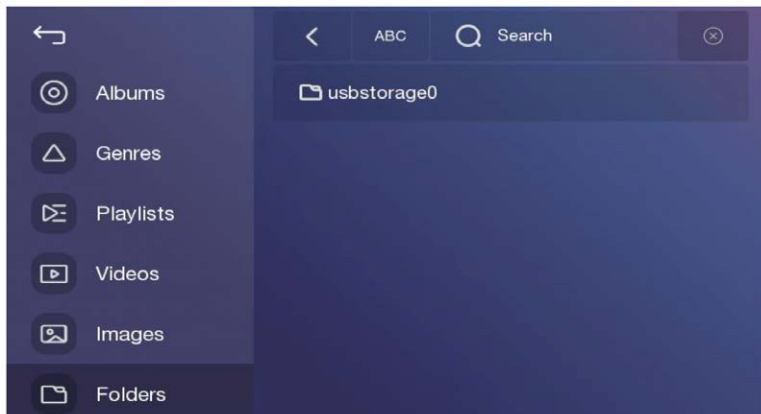 ABC
Search
Albums
usbstorage0
Genres
Playlists
Videos
Images
Folders